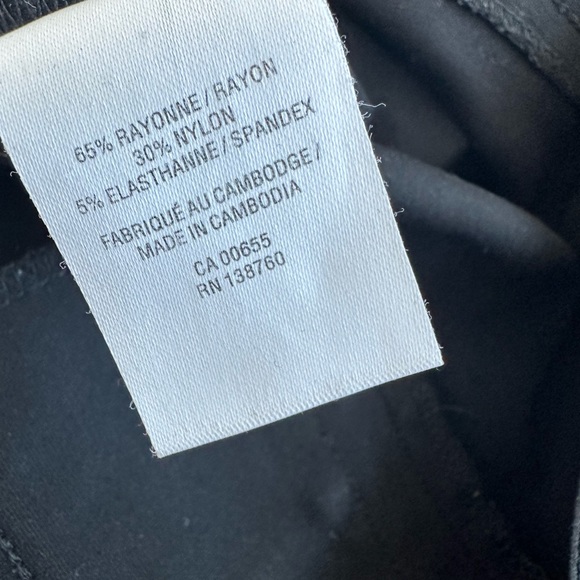 65% RAYONNE / RAYON
30% NYLON
5% ELASTHANNE / SPANDEX
FABRIQUÉ AU CAMBODGE /
MADE IN CAMBODIA
CA 00655
RN 138760